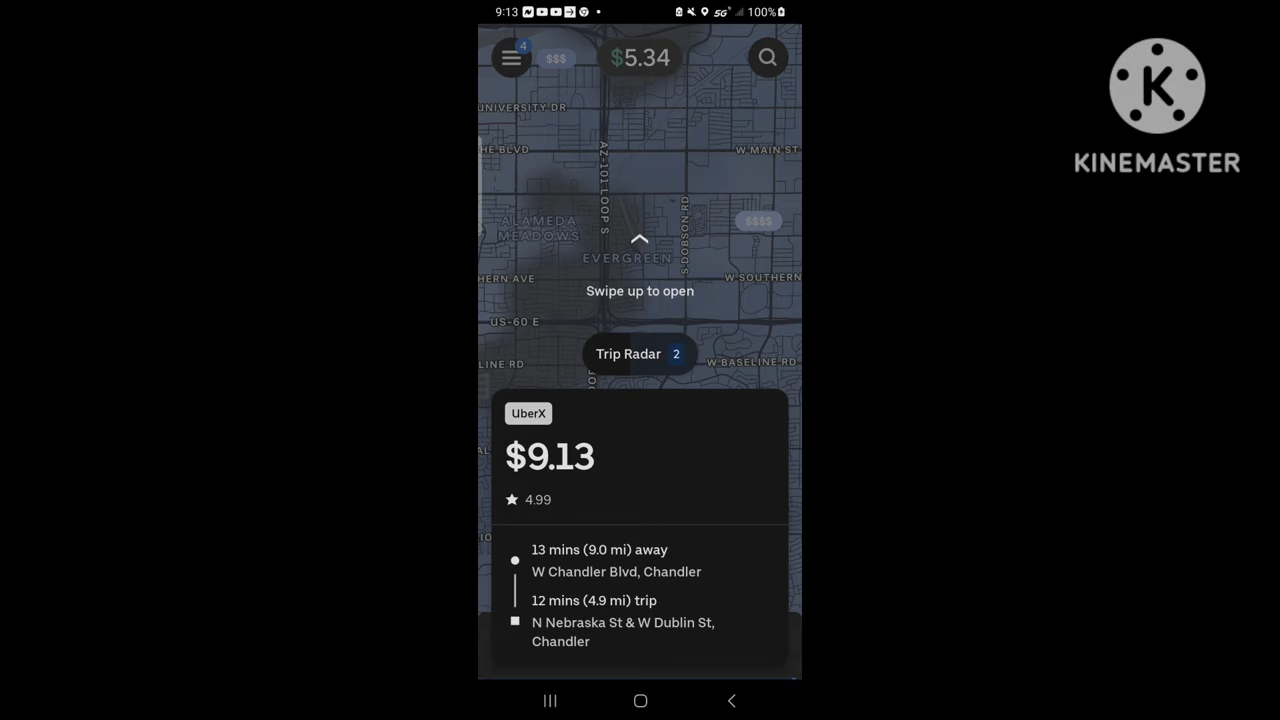 9:13
5G
100%
4
$$$
$5.34
UNIVERSITY DR
HE BLVD
W MAIN ST
AZ-101 LOOP S
S DOBSON RD
ALAMEDA
MEADOWS
$$$$
EVERGREEN
HERN AVE
W SOUTHERN
Swipe up to open
US-60 E
Trip Radar 2
LINE RD
W BASELINE RD
UberX
$9.13
4.99
13 mins (9.0 mi) away
W Chandler Blvd, Chandler
12 mins (4.9 mi) trip
N Nebraska St & W Dublin St,
Chandler
K
KINEMASTER